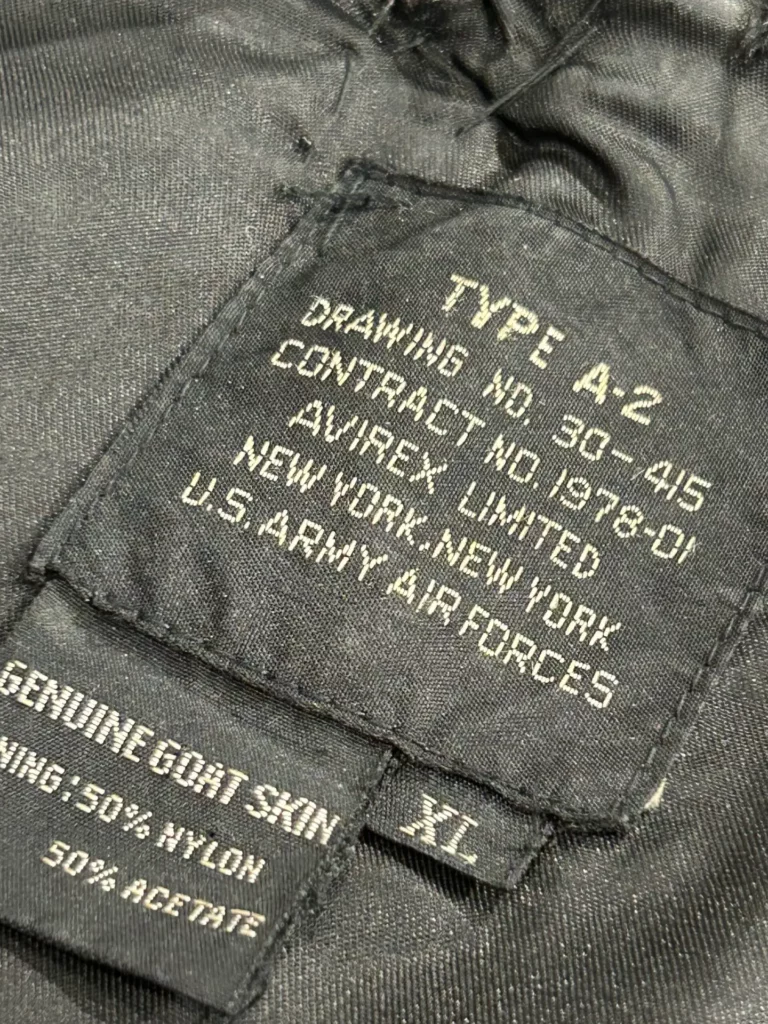 TYPE A-2
DRAWING NO. 30-415
CONTRACT NO. 1978-01
AVIREX LIMITED
NEW YORK, NEW YORK
U.S. ARMY AIR FORCES
GENUINE GOAT SKIN
NING: 50% NYLON
50% ACETATE
XL